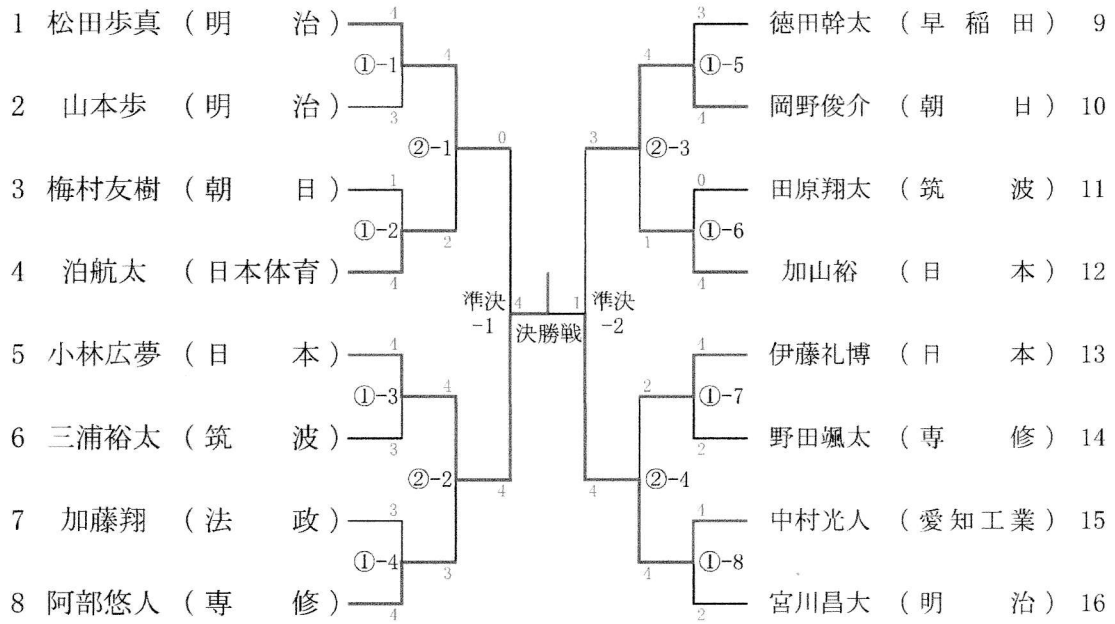 1 松田歩真 (明 治) 4 3 徳田幹太 (早 稲 田) 9
①-1 4 4 ①-5
2 山本歩 (明 治) 3 4 岡野俊介 (朝 日) 10
②-1 0 3 ②-3
3 梅村友樹 (朝 日) 1 0 田原翔太 (筑 波) 11
①-2 2 1 ①-6
4 泊航太 (日本体育) 4 4 加山裕 (日 本) 12
準決 4 1 準決
-1 決勝戦 -2
5 小林広夢 (日 本) 4 4 伊藤礼博 (日 本) 13
①-3 4 2 ①-7
6 三浦裕太 (筑 波) 3 2 野田颯太 (専 修) 14
②-2 4 4 ②-4
7 加藤翔 (法 政) 3 4 中村光人 (愛知工業) 15
①-4 3 4 ①-8
8 阿部悠人 (専 修) 4 2 宮川昌大 (明 治) 16